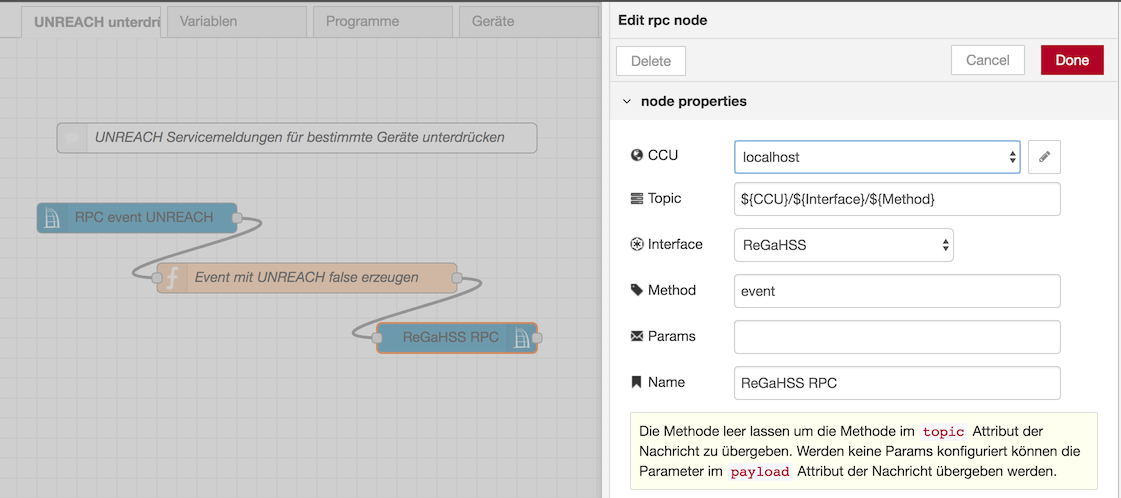 UNREACH unterdri
Variablen
Programme
Geräte
UNREACH Servicemeldungen für bestimmte Geräte unterdrücken
RPC event UNREACH
Event mit UNREACH false erzeugen
ReGaHSS RPC
Edit rpc node
Delete
Cancel
Done
node properties
CCU
localhost
Topic
${CCU}/${Interface}/${Method}
Interface
ReGaHSS
Method
event
Params
Name
ReGaHSS RPC
Die Methode leer lassen um die Methode im topic Attribut der
Nachricht zu übergeben. Werden keine Params konfiguriert können die
Parameter im payload Attribut der Nachricht übergeben werden.